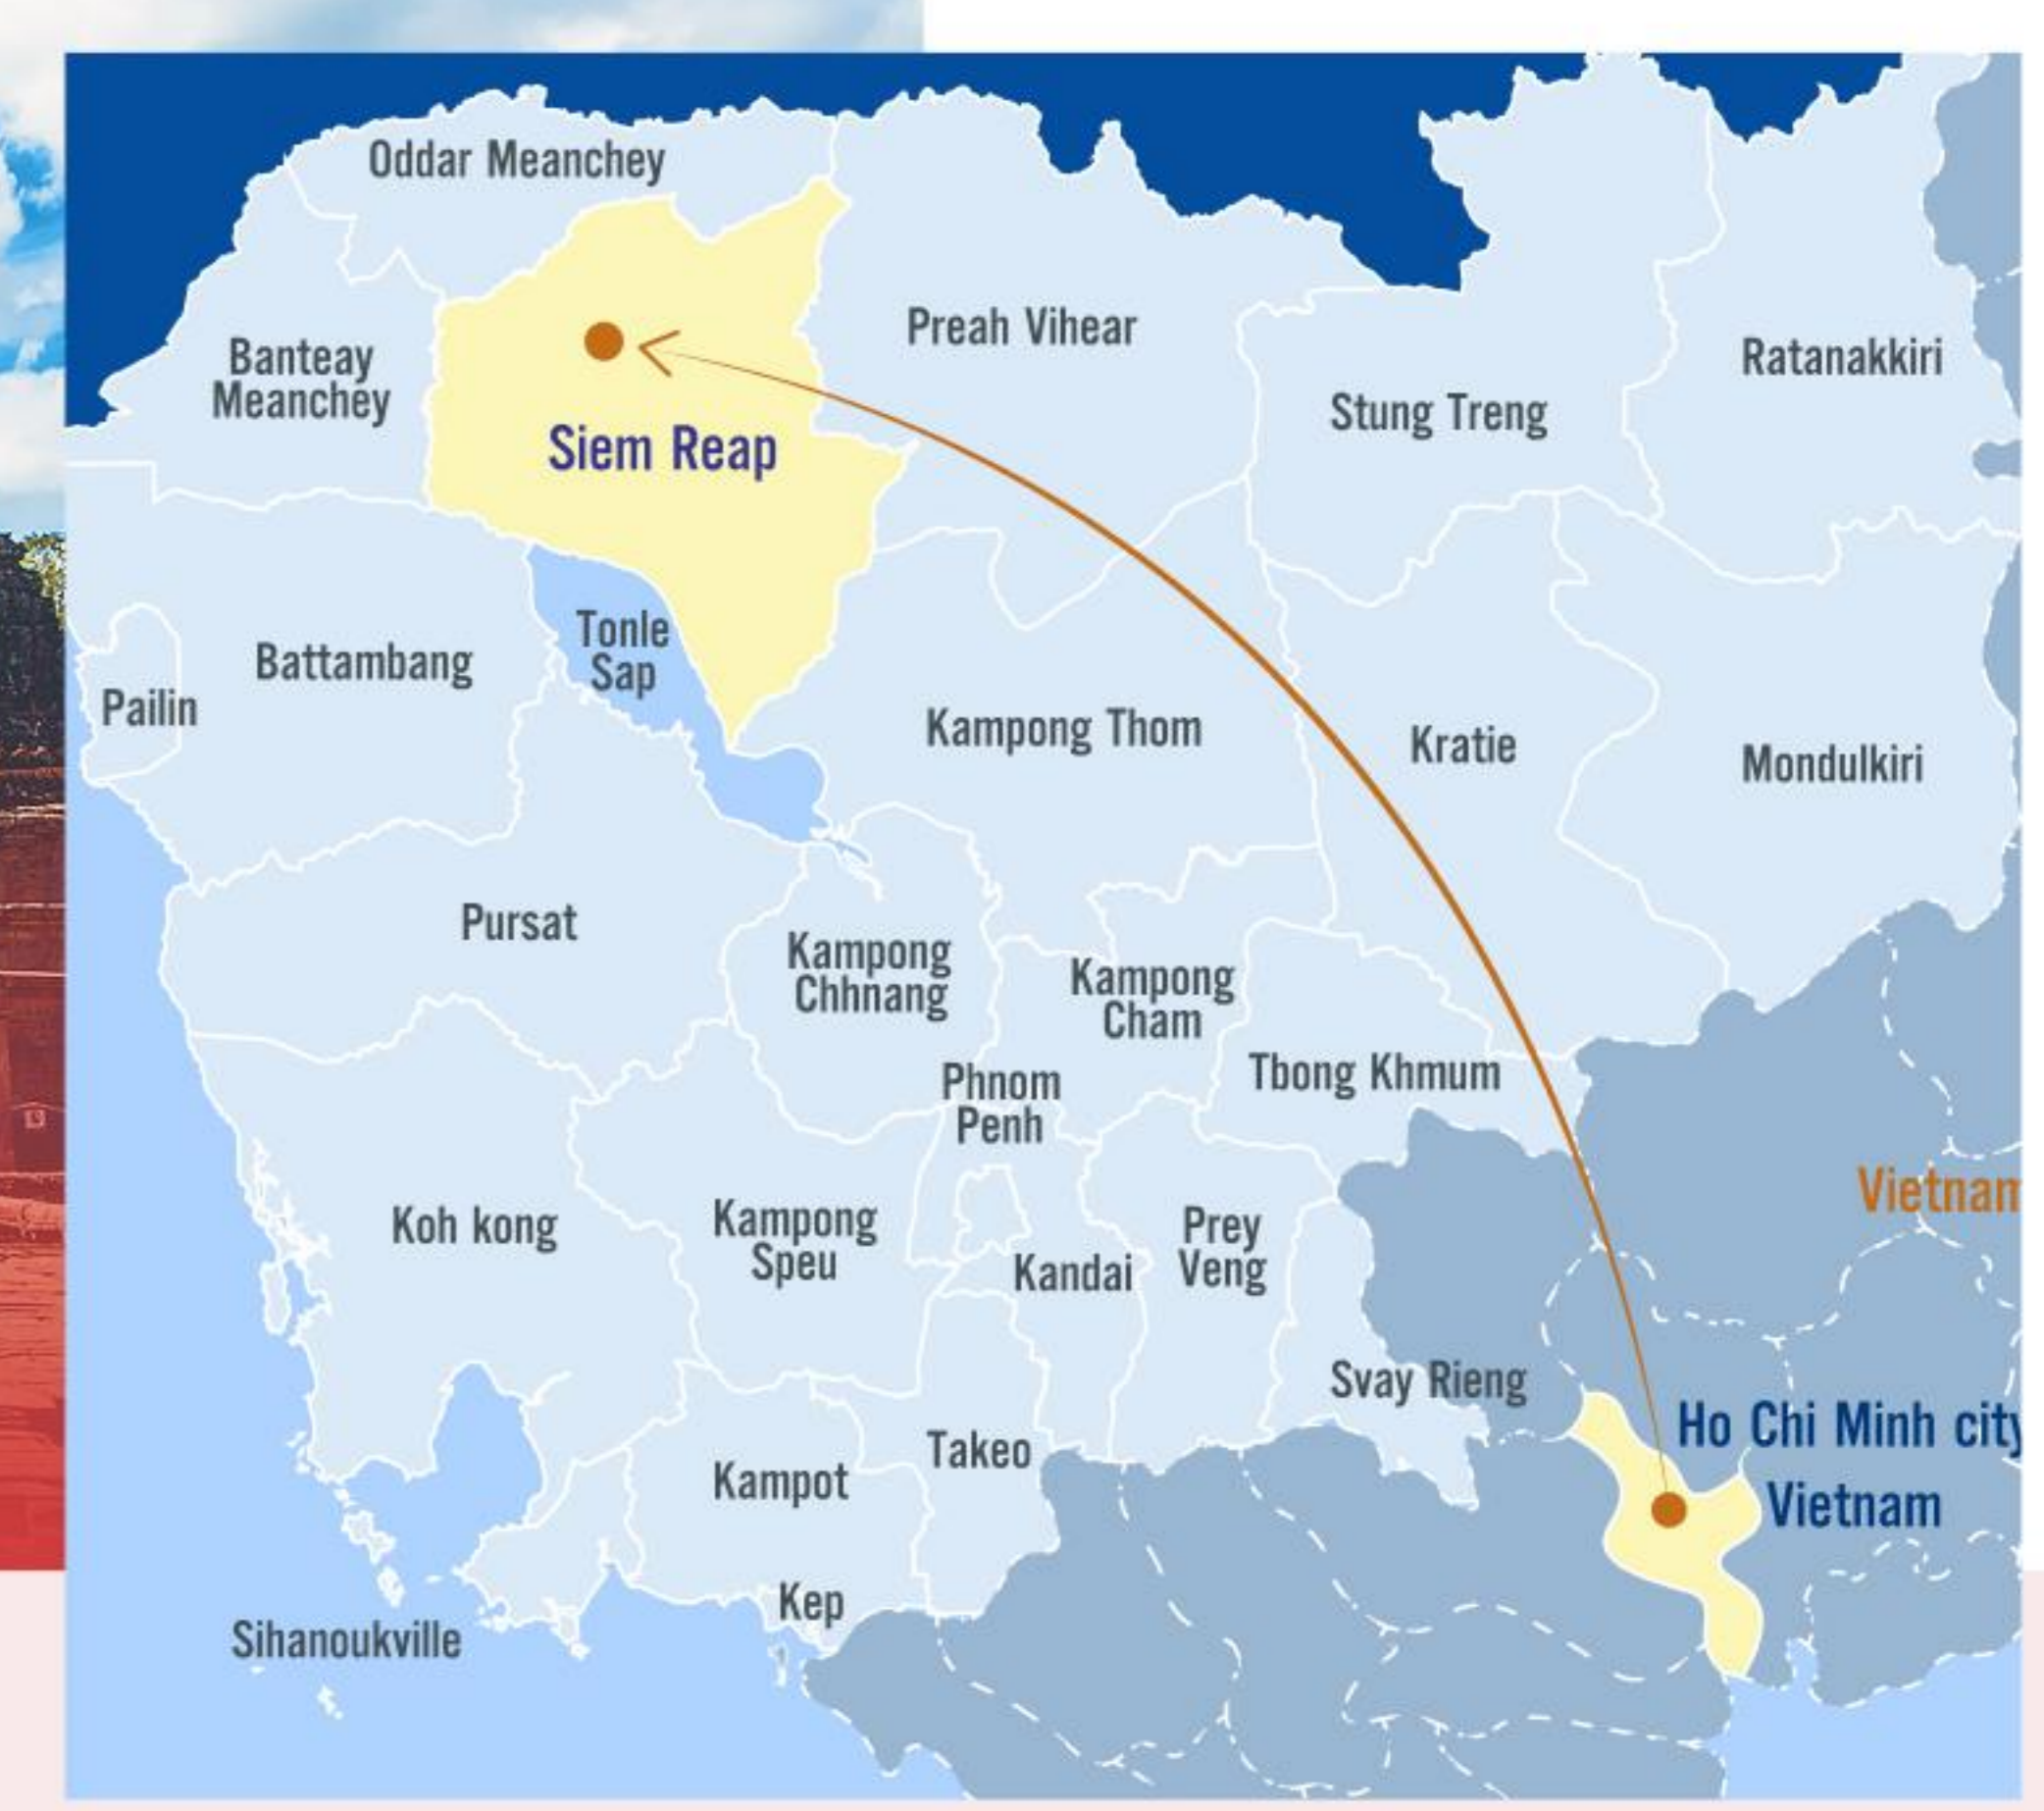 Oddar Meanchey
Banteay
Meanchey
Siem Reap
Preah Vihear
Stung Treng
Ratanakkiri
Tonle
Sap
Battambang
Pailin
Kampong Thom
Kratie
Mondulkiri
Pursat
Kampong
Chhnang
Kampong
Cham
Phnom
Penh
Tbong Khmum
Vietnam
Koh kong
Kampong
Speu
Kandai
Prey
Veng
Svay Rieng
Ho Chi Minh city
Vietnam
Takeo
Kampot
Kep
Sihanoukville